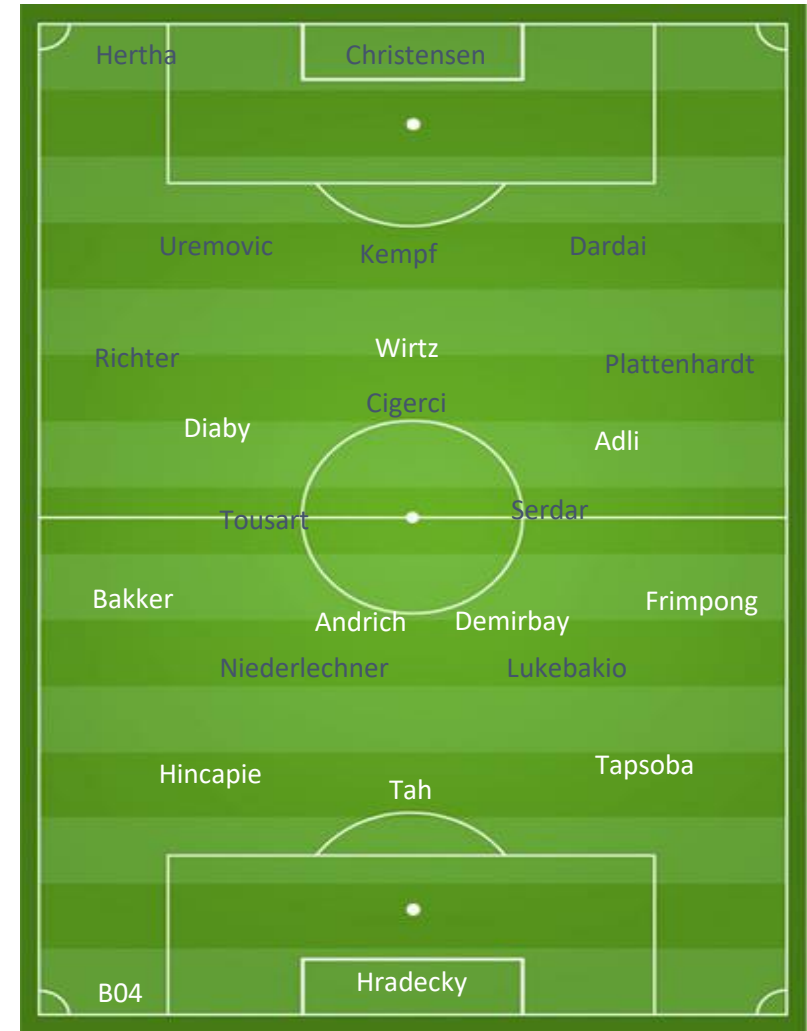 Hertha
Christensen
Uremovic
Kempf
Dardai
Wirtz
Richter
Plattenhardt
Cigerci
Diaby
Adli
Tousart
Serdar
Bakker
Frimpong
Andrich
Demirbay
Niederlechner
Lukebakio
Hincapie
Tapsoba
Tah
Hradecky
B04